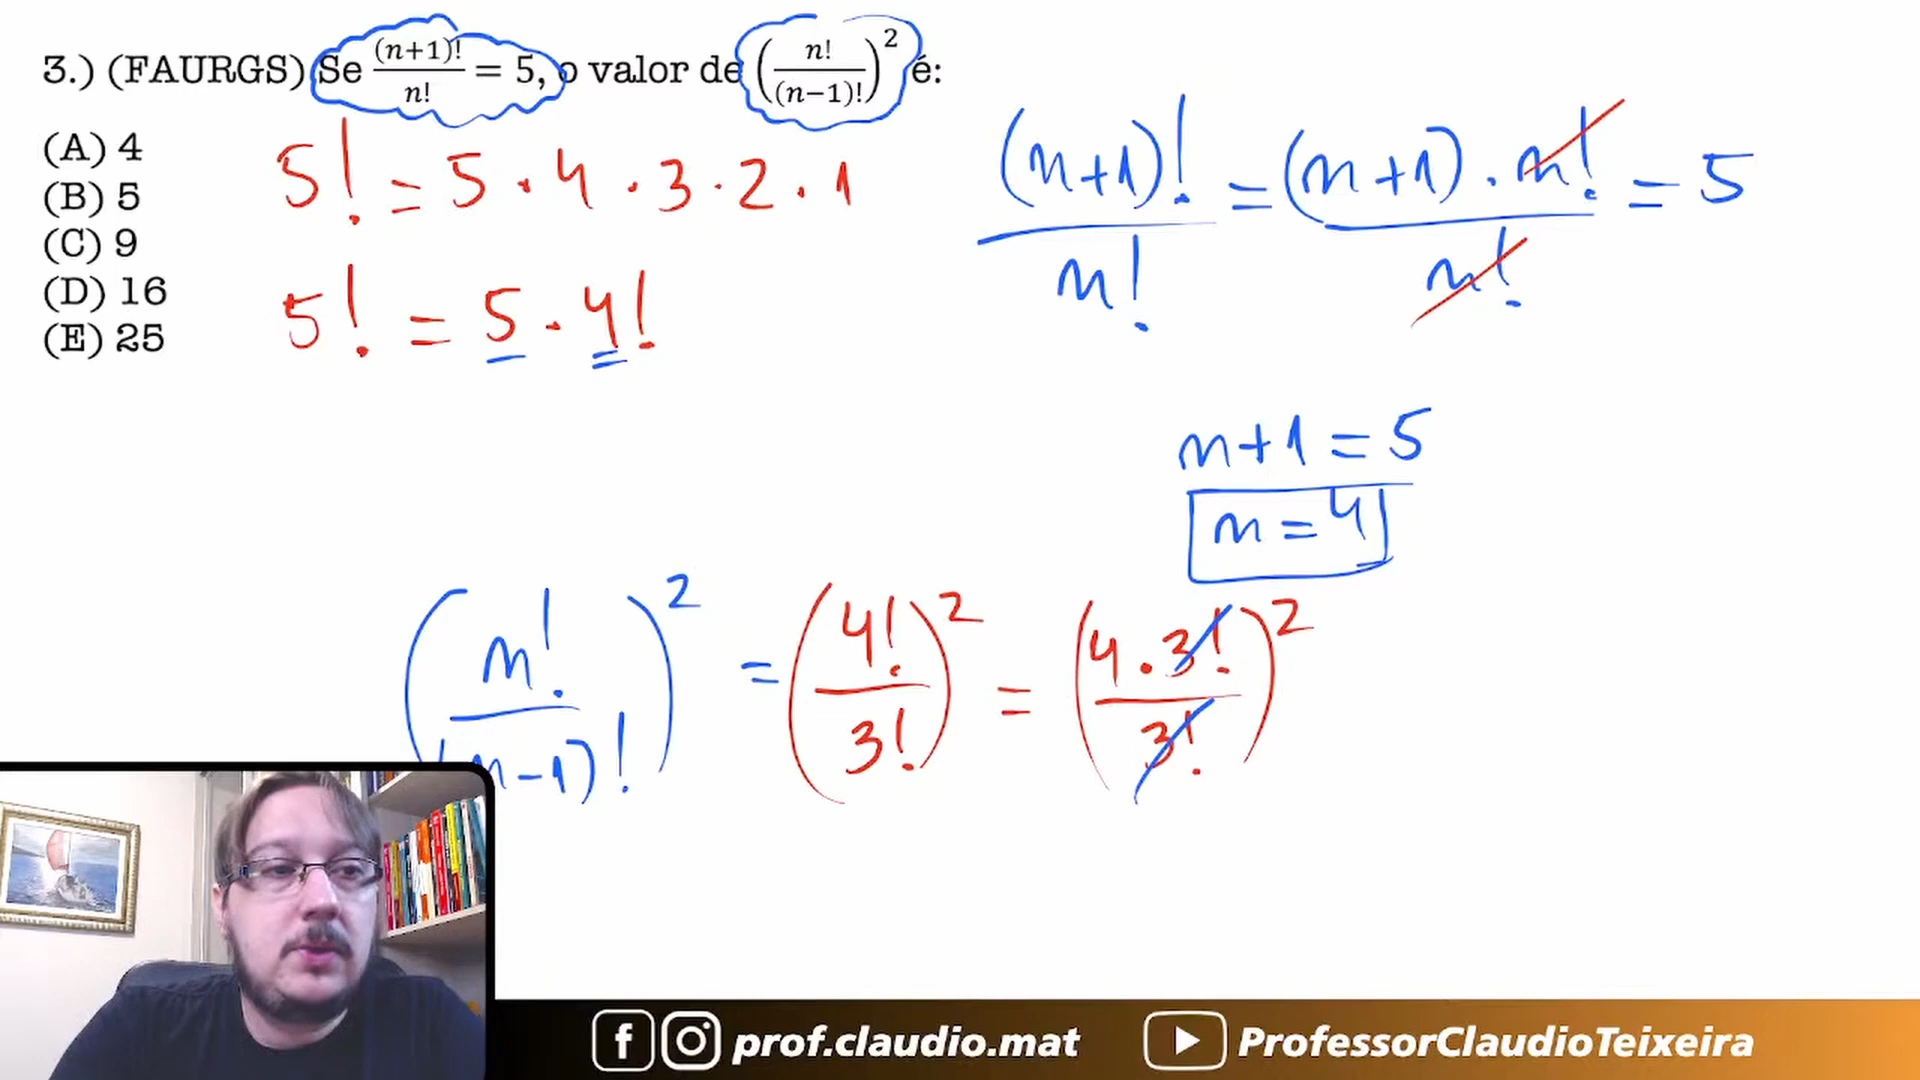 3.) (FAURGS) Se (n+1)!/n! = 5, o valor de (n!/(n−1)!)² é:
(A) 4
(B) 5
(C) 9
(D) 16
(E) 25
5! = 5 · 4 · 3 · 2 · 1
5! = 5 · 4!
(n+1)!/n! = (n+1) · n!/n! = 5
n+1 = 5
n = 4
(n!/(n-1)!)² = (4!/3!)² = (4 · 3!/3!)²
prof.claudio.mat
ProfessorClaudioTeixeira